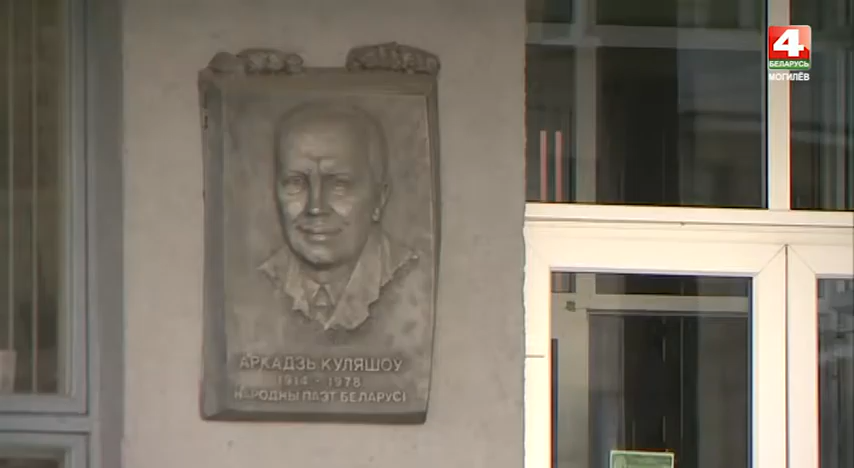 4
БЕЛАРУСЬ
МОГИЛЁВ
АРКАДЗЬ КУЛЯШОЎ
1914 - 1978
НАРОДНЫ ПАЭТ БЕЛАРУСІ